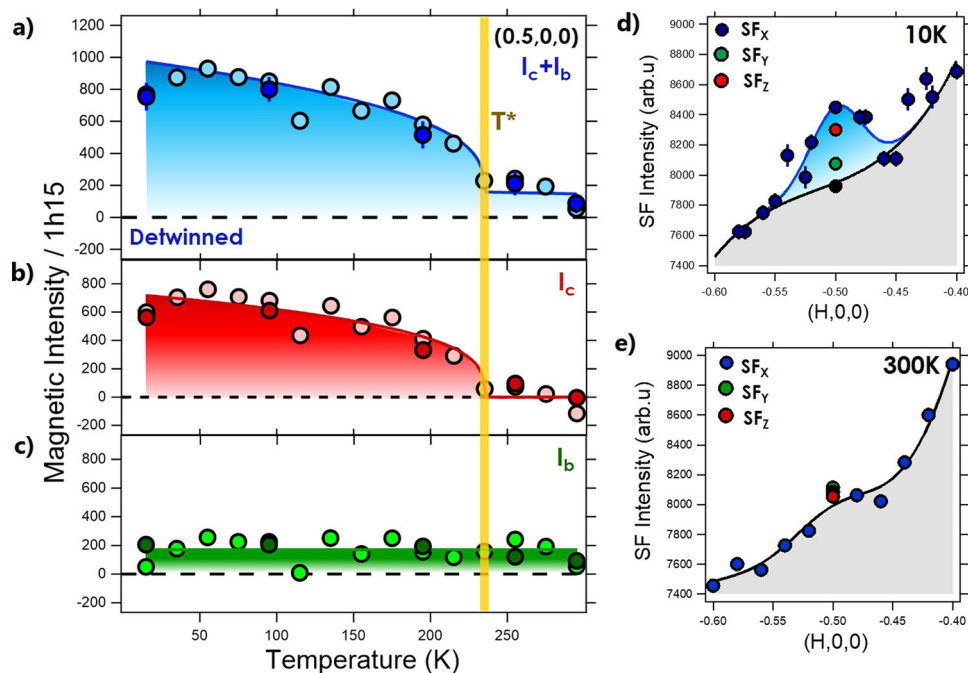 a)
1200
1000
800
600
400
200
0
-200
(0.5,0,0)
Ic+Ib
T*
Detwinned
b)
800
600
400
200
0
-200
Ic
c)
800
600
400
200
0
-200
Ib
50
100
150
200
250
Temperature (K)
Magnetic Intensity / 1h15
d)
9000
8800
8600
8400
8200
8000
7800
7600
7400
SFX
SFY
SFZ
10K
-0.60
-0.55
-0.50
-0.45
-0.40
(H,0,0)
SF Intensity (arb.u)
e)
9000
8800
8600
8400
8200
8000
7800
7600
7400
SFX
SFY
SFZ
300K
-0.60
-0.55
-0.50
-0.45
-0.40
(H,0,0)
SF Intensity (arb.u)